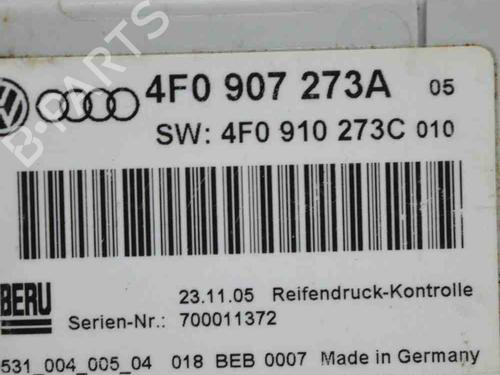 4F0 907 273A 05
SW: 4F0 910 273C 010
B-PARTS
BERU
23.11.05 Reifendruck-Kontrolle
Serien-Nr.: 700011372
531_004_005_04 018 BEB 0007 Made in Germany